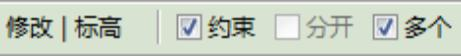 修改 | 标高 约束 分开 多个